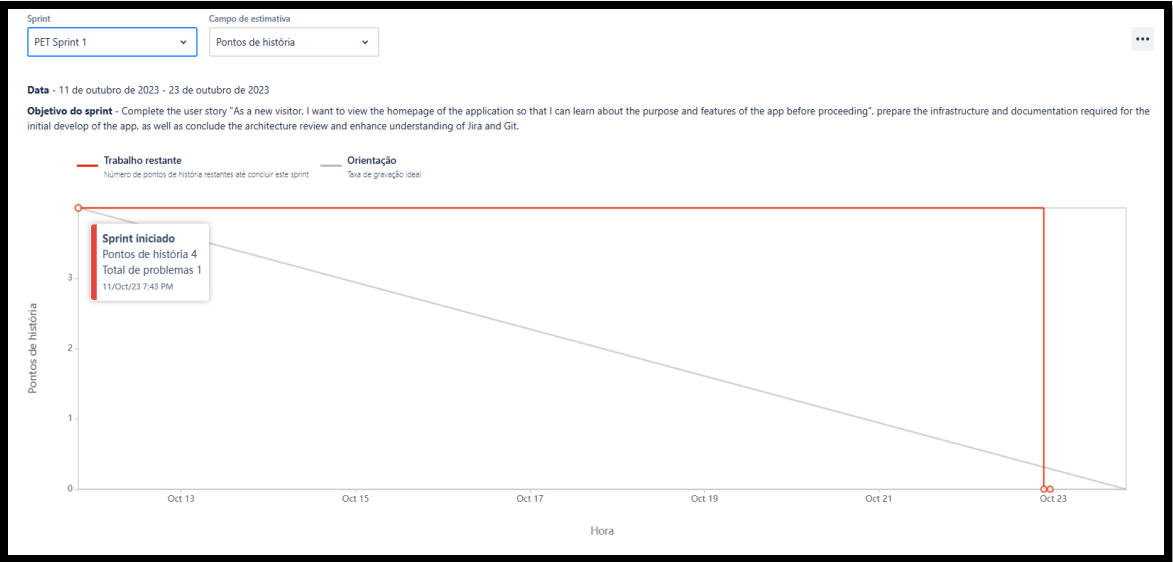 Sprint
Campo de estimativa
PET Sprint 1
Pontos de história
Data - 11 de outubro de 2023 - 23 de outubro de 2023
Objetivo do sprint - Complete the user story "As a new visitor, I want to view the homepage of the application so that I can learn about the purpose and features of the app before proceeding", prepare the infrastructure and documentation required for the
initial develop of the app, as well as conclude the architecture review and enhance understanding of Jira and Git.
Trabalho restante
Número de pontos de história restantes até concluir este sprint
Orientação
Taxa de gravação ideal
Sprint iniciado
Pontos de história 4
Total de problemas 1
11/Oct/23 7:43 PM
Pontos de história
3
2
1
0
Oct 13
Oct 15
Oct 17
Oct 19
Oct 21
Oct 23
Hora